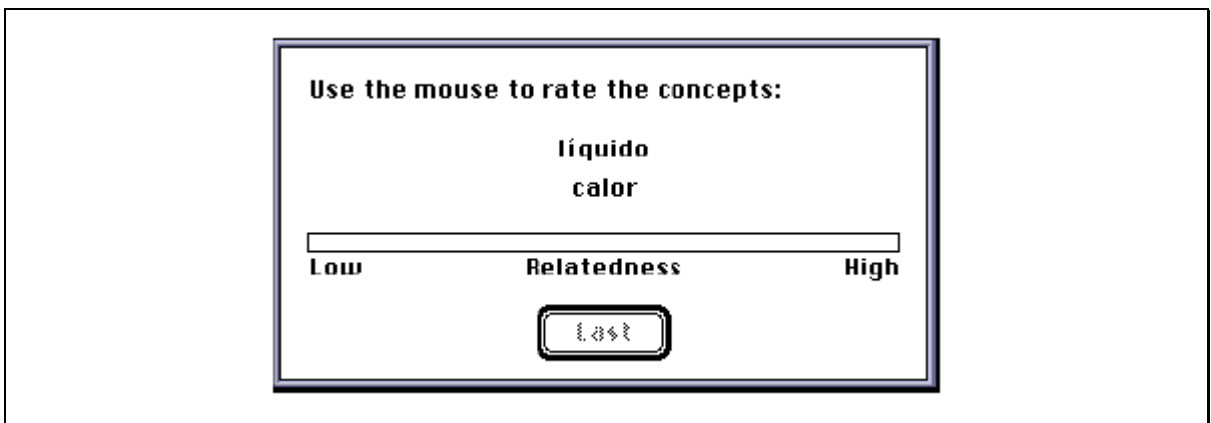 Use the mouse to rate the concepts:
líquido
calor
Low Relatedness High
Last